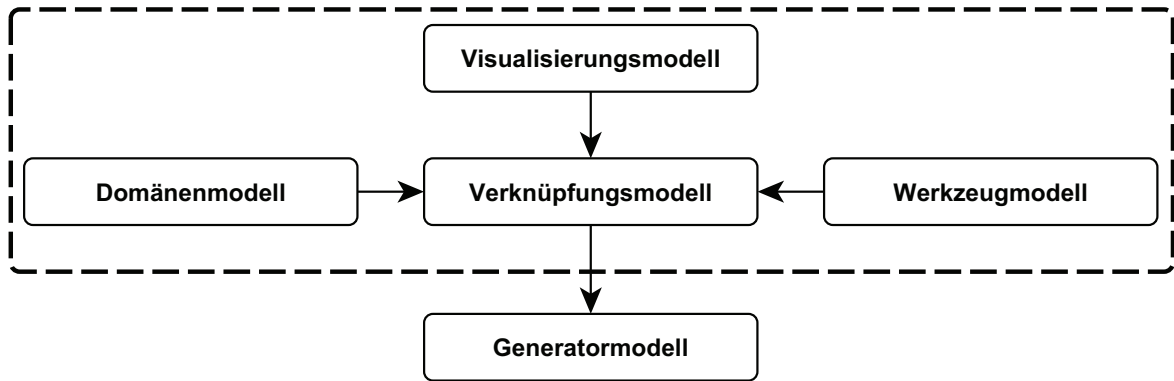 Visualisierungsmodell
Domänenmodell
Verknüpfungsmodell
Werkzeugmodell
Generatormodell